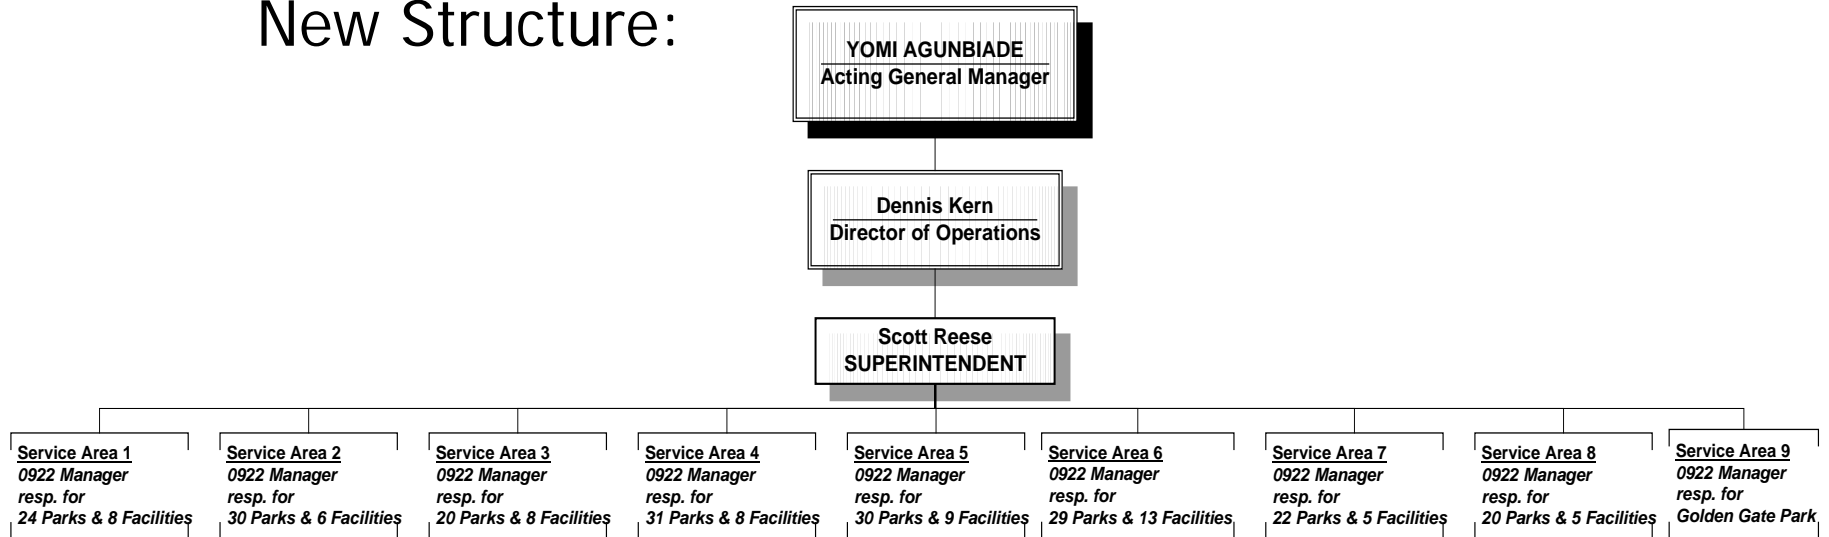 New Structure:
YOMI AGUNBIADE
Acting General Manager
Dennis Kern
Director of Operations
Scott Reese
SUPERINTENDENT
Service Area 1
0922 Manager
resp. for
24 Parks & 8 Facilities
Service Area 2
0922 Manager
resp. for
30 Parks & 6 Facilities
Service Area 3
0922 Manager
resp. for
20 Parks & 8 Facilities
Service Area 4
0922 Manager
resp. for
31 Parks & 8 Facilities
Service Area 5
0922 Manager
resp. for
30 Parks & 9 Facilities
Service Area 6
0922 Manager
resp. for
29 Parks & 13 Facilities
Service Area 7
0922 Manager
resp. for
22 Parks & 5 Facilities
Service Area 8
0922 Manager
resp. for
20 Parks & 5 Facilities
Service Area 9
0922 Manager
resp. for
Golden Gate Park